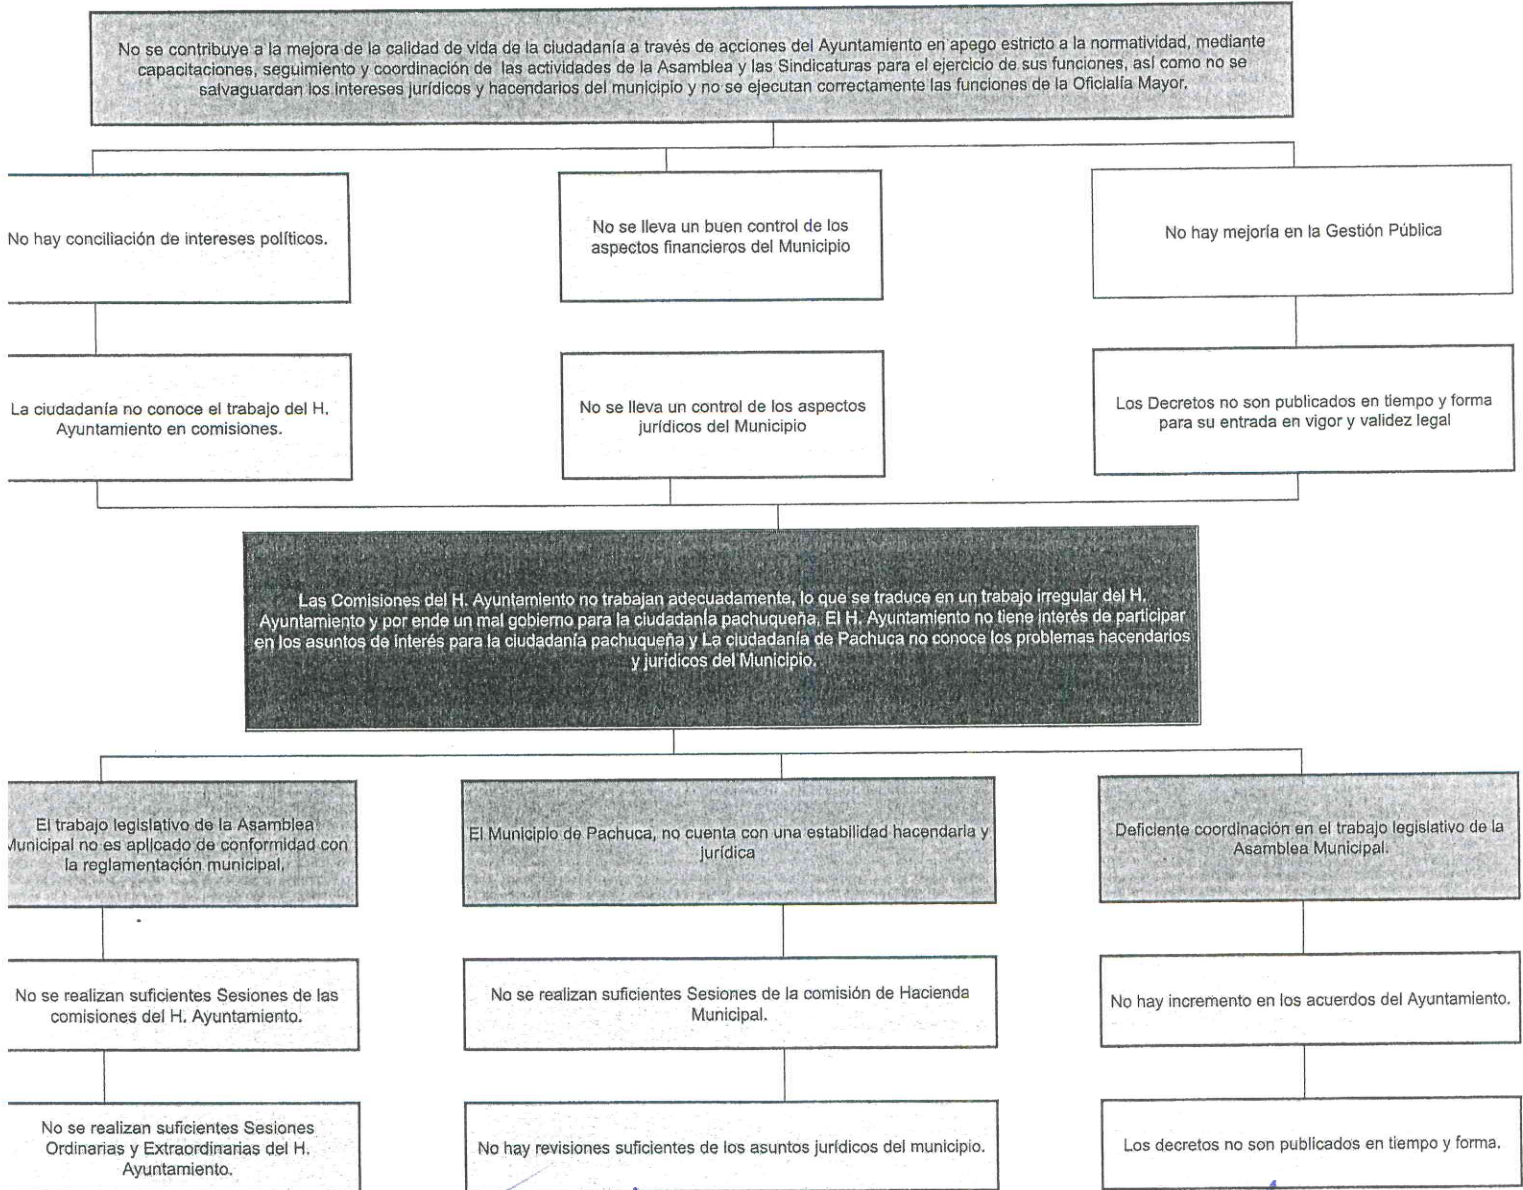 No se contribuye a la mejora de la calidad de vida de la ciudadanía a través de acciones del Ayuntamiento en apego estricto a la normatividad, mediante
capacitaciones, seguimiento y coordinación de las actividades de la Asamblea y las Sindicaturas para el ejercicio de sus funciones, así como no se
salvaguardan los intereses jurídicos y hacendarios del municipio y no se ejecutan correctamente las funciones de la Oficialía Mayor.
No hay conciliación de intereses políticos.
No se lleva un buen control de los
aspectos financieros del Municipio
No hay mejoría en la Gestión Pública
La ciudadanía no conoce el trabajo del H.
Ayuntamiento en comisiones.
No se lleva un control de los aspectos
jurídicos del Municipio
Los Decretos no son publicados en tiempo y forma
para su entrada en vigor y validez legal
Las Comisiones del H. Ayuntamiento no trabajan adecuadamente, lo que se traduce en un trabajo irregular del H.
Ayuntamiento y por ende un mal gobierno para la ciudadanía pachuqueña. El H. Ayuntamiento no tiene interés de participar
en los asuntos de interés para la ciudadanía pachuqueña y La ciudadanía de Pachuca no conoce los problemas hacendarios
y jurídicos del Municipio.
El trabajo legislativo de la Asamblea
Municipal no es aplicado de conformidad con
la reglamentación municipal.
El Municipio de Pachuca, no cuenta con una estabilidad hacendaria y
jurídica
Deficiente coordinación en el trabajo legislativo de la
Asamblea Municipal.
No se realizan suficientes Sesiones de las
comisiones del H. Ayuntamiento.
No se realizan suficientes Sesiones de la comisión de Hacienda
Municipal.
No hay incremento en los acuerdos del Ayuntamiento.
No se realizan suficientes Sesiones
Ordinarias y Extraordinarias del H.
Ayuntamiento.
No hay revisiones suficientes de los asuntos jurídicos del municipio.
Los decretos no son publicados en tiempo y forma.